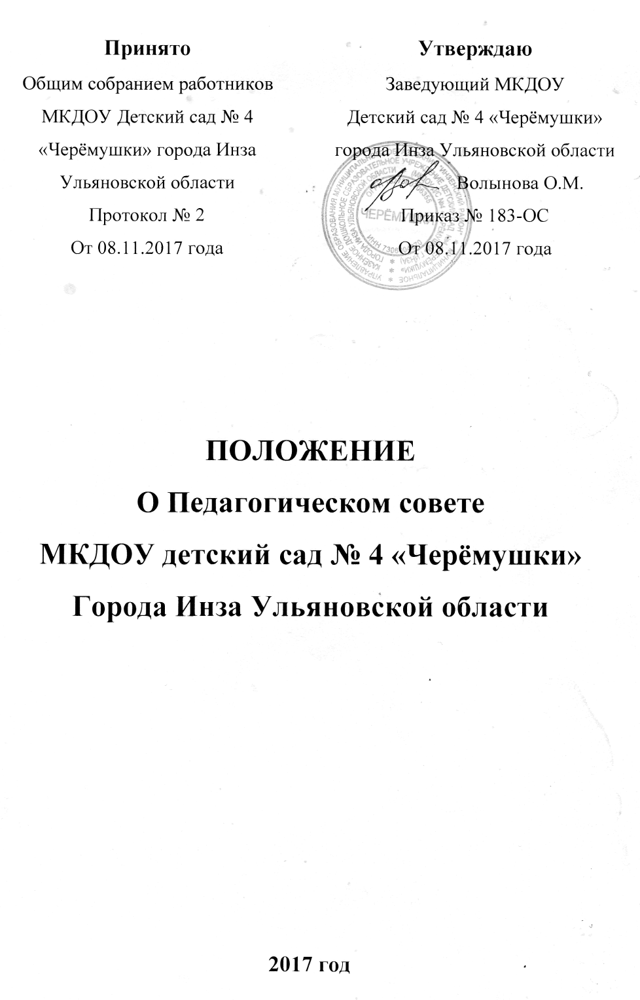 Принято
Общим собранием работников
МКДОУ Детский сад № 4
«Черёмушки» города Инза
Ульяновской области
Протокол № 2
От 08.11.2017 года
Утверждаю
Заведующий МКДОУ
Детский сад № 4 «Черёмушки»
города Инза Ульяновской области
Волынова О.М.
Приказ № 183-ОС
От 08.11.2017 года
ЧЕРЁМУШКИ
ПОЛОЖЕНИЕ
О Педагогическом совете
МКДОУ детский сад № 4 «Черёмушки»
Города Инза Ульяновской области
2017 год